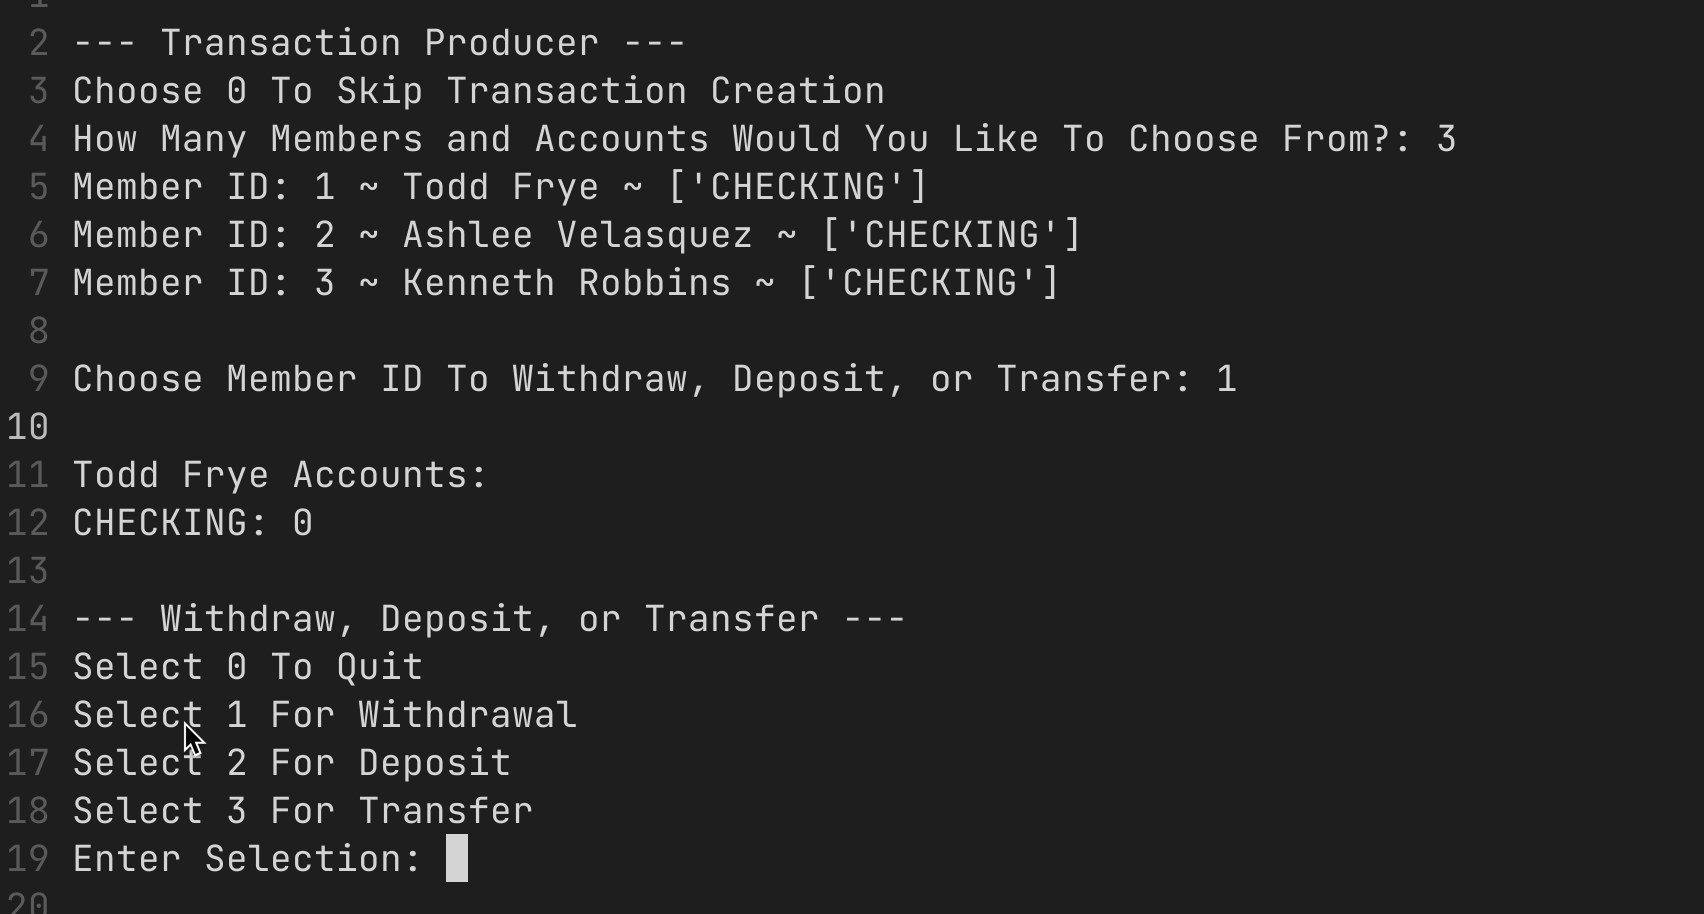 1
2 --- Transaction Producer ---
3 Choose 0 To Skip Transaction Creation
4 How Many Members and Accounts Would You Like To Choose From?: 3
5 Member ID: 1 ~ Todd Frye ~ ['CHECKING']
6 Member ID: 2 ~ Ashlee Velasquez ~ ['CHECKING']
7 Member ID: 3 ~ Kenneth Robbins ~ ['CHECKING']
8
9 Choose Member ID To Withdraw, Deposit, or Transfer: 1
10
11 Todd Frye Accounts:
12 CHECKING: 0
13
14 --- Withdraw, Deposit, or Transfer ---
15 Select 0 To Quit
16 Select 1 For Withdrawal
17 Select 2 For Deposit
18 Select 3 For Transfer
19 Enter Selection:
20